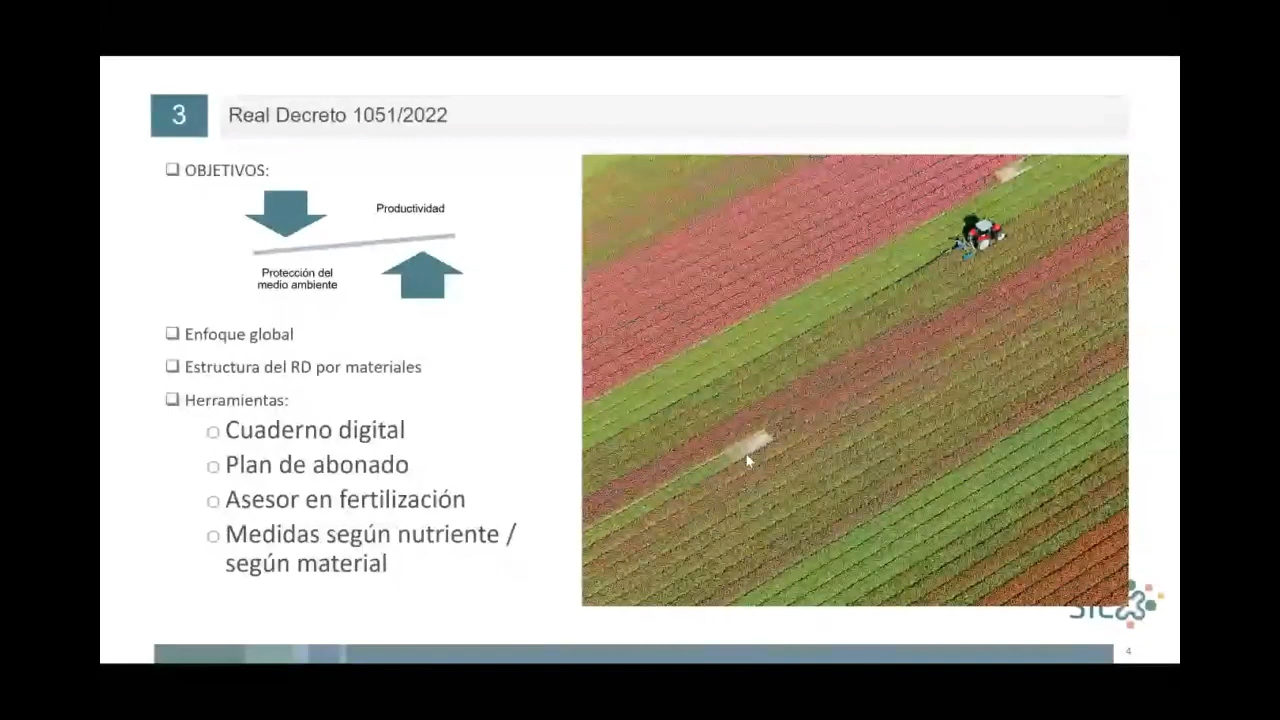 3
Real Decreto 1051/2022
OBJETIVOS:
Productividad
Protección del
medio ambiente
Enfoque global
Estructura del RD por materiales
Herramientas:
Cuaderno digital
Plan de abonado
Asesor en fertilización
Medidas según nutriente /
según material
4